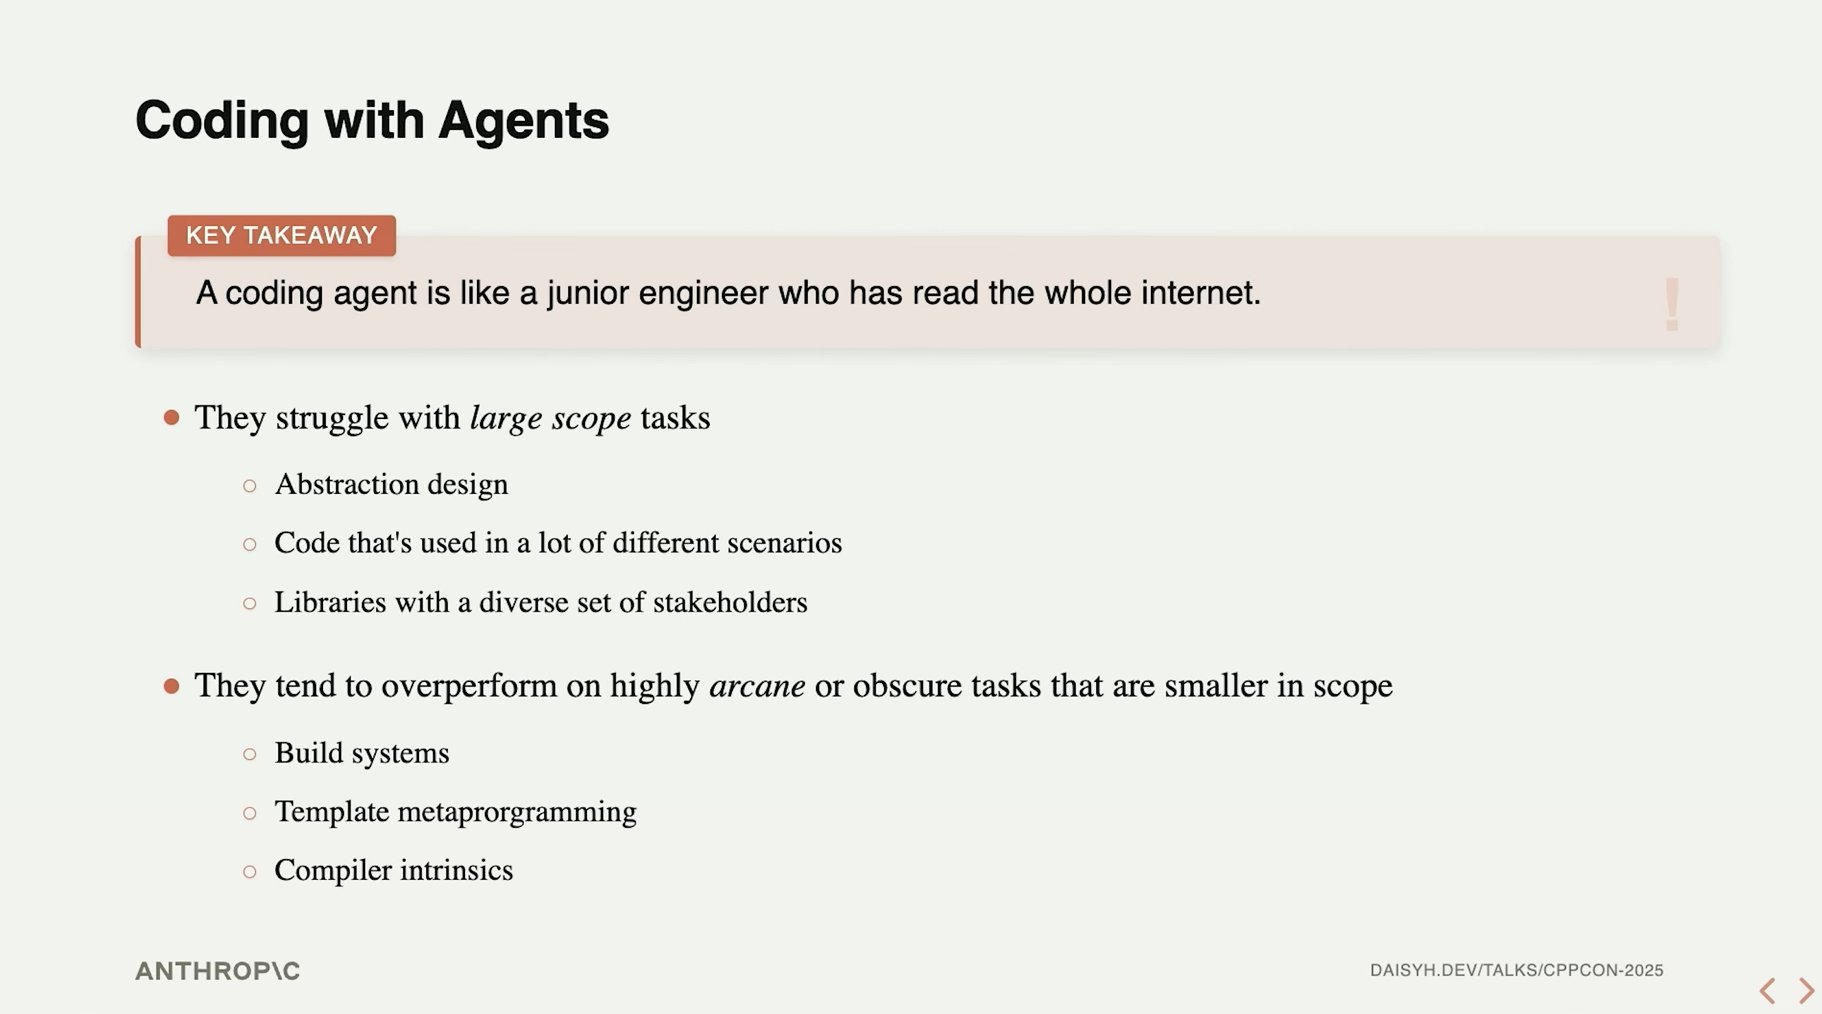 Coding with Agents
KEY TAKEAWAY
A coding agent is like a junior engineer who has read the whole internet.
!
They struggle with large scope tasks
Abstraction design
Code that's used in a lot of different scenarios
Libraries with a diverse set of stakeholders
They tend to overperform on highly arcane or obscure tasks that are smaller in scope
Build systems
Template metaprorgramming
Compiler intrinsics
ANTHROP\C
DAISYH.DEV/TALKS/CPPCON-2025